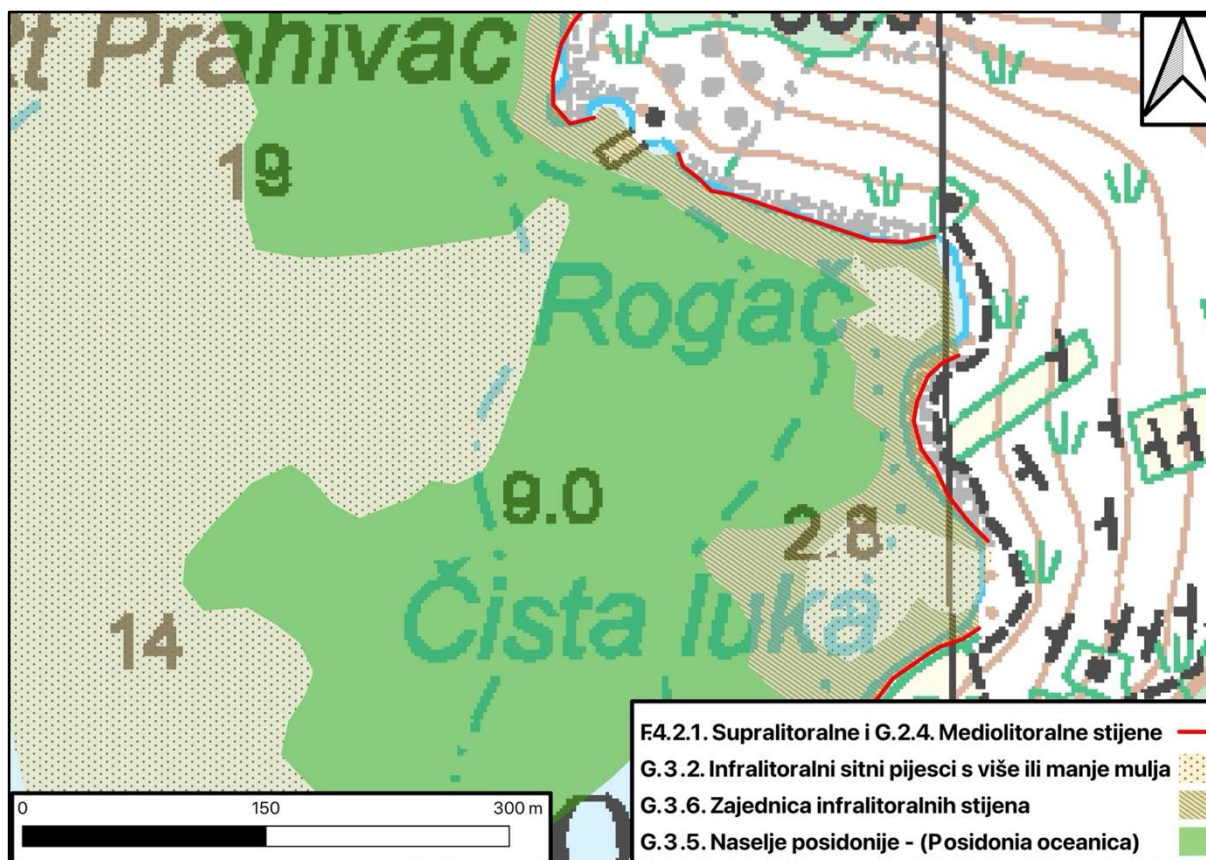 Prahivac
19
Rogač
9.0
2.8
Čista luka
14
F.4.2.1. Supralitoralne i G.2.4. Mediolitoralne stijene
G.3.2. Infralitoralni sitni pijesci s više ili manje mulja
G.3.6. Zajednica infralitoralnih stijena
G.3.5. Naselje posidonije - (Posidonia oceanica)
0 150 300 m